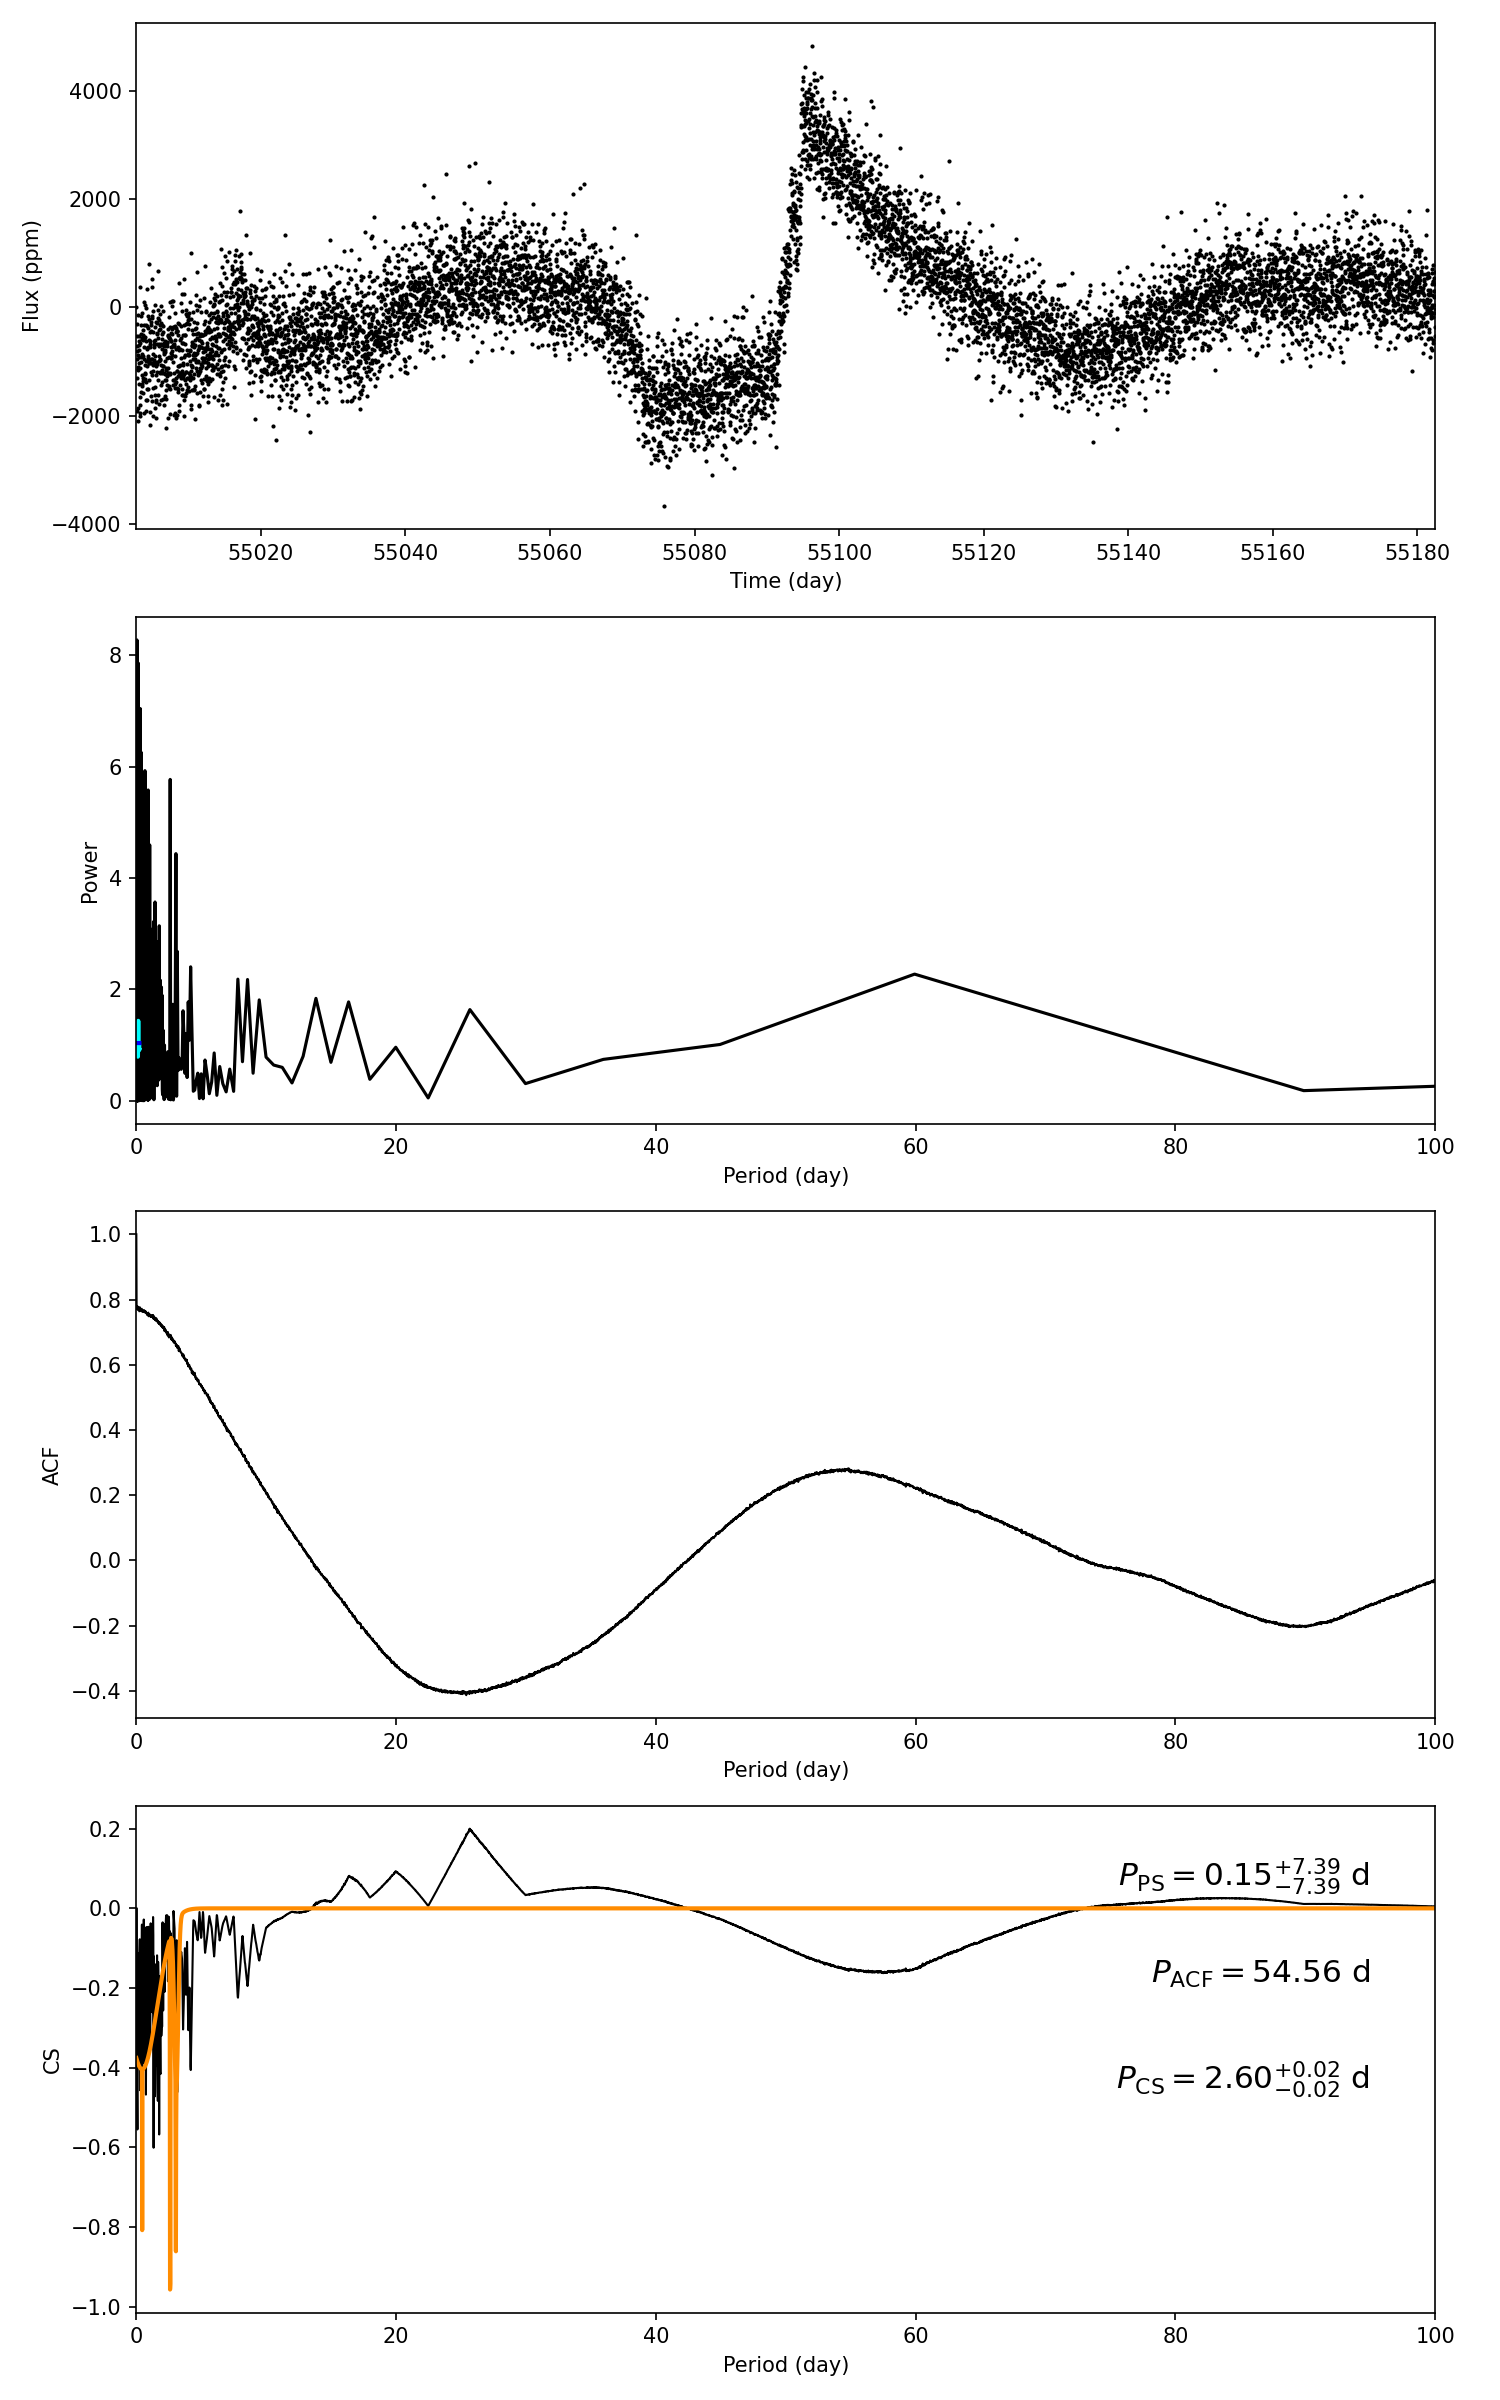 4000
2000
0
−2000
−4000
Flux (ppm)
55020 55040 55060 55080 55100 55120 55140 55160 55180
Time (day)
8
6
4
2
0
Power
0 20 40 60 80 100
Period (day)
1.0
0.8
0.6
0.4
0.2
0.0
−0.2
−0.4
ACF
0 20 40 60 80 100
Period (day)
0.2
0.0
−0.2
−0.4
−0.6
−0.8
−1.0
CS
P_PS = 0.15^{+7.39}_{−7.39} d
P_ACF = 54.56 d
P_CS = 2.60^{+0.02}_{−0.02} d
0 20 40 60 80 100
Period (day)